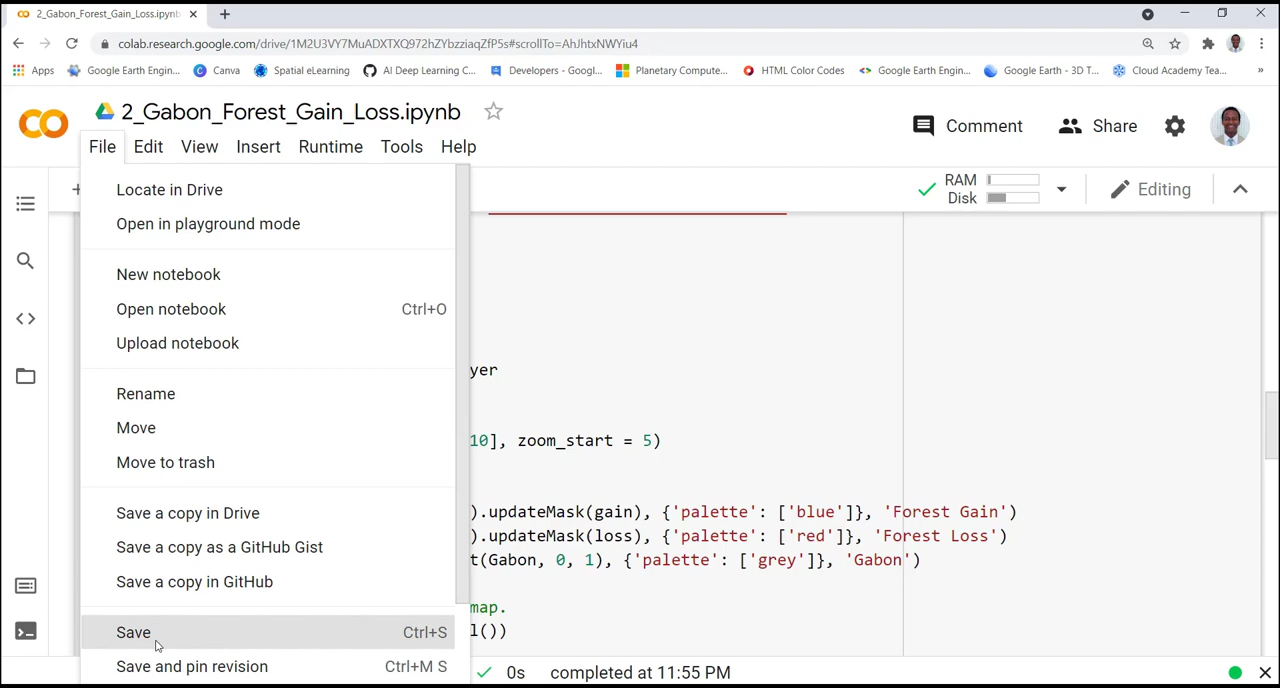 2_Gabon_Forest_Gain_Loss.ipynb
colab.research.google.com/drive/1M2U3VY7MuADXTXQ972hZYbzziaqZfP5s#scrollTo=AhJhtxNWYiu4
Apps Google Earth Engin... Canva Spatial eLearning AI Deep Learning C... Developers - Googl... Planetary Compute... HTML Color Codes Google Earth Engin... Google Earth - 3D T... Cloud Academy Tea... »
2_Gabon_Forest_Gain_Loss.ipynb
Comment Share
File Edit View Insert Runtime Tools Help
RAM
Disk
Editing
Locate in Drive
Open in playground mode
New notebook
Open notebook Ctrl+O
Upload notebook
Rename
Move
Move to trash
Save a copy in Drive
Save a copy as a GitHub Gist
Save a copy in GitHub
Save Ctrl+S
Save and pin revision Ctrl+M S
yer
10], zoom_start = 5)
).updateMask(gain), {'palette': ['blue']}, 'Forest Gain')
).updateMask(loss), {'palette': ['red']}, 'Forest Loss')
t(Gabon, 0, 1), {'palette': ['grey']}, 'Gabon')
map.
l())
0s completed at 11:55 PM